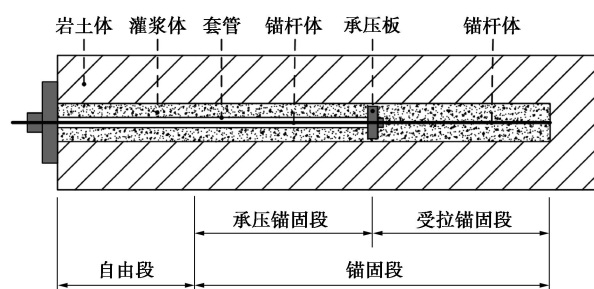 岩土体 灌浆体 套管 锚杆体 承压板 锚杆体
承压锚固段 受拉锚固段
自由段 锚固段